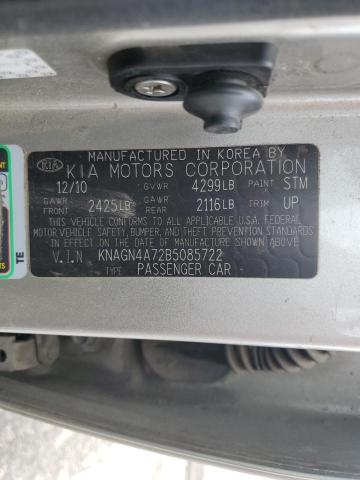 MANUFACTURED IN KOREA BY
KIA KIA MOTORS CORPORATION
12/10 GVWR 4299LB PAINT STM
GAWR FRONT 2425LB GAWR REAR 2116LB TRIM UP
THIS VEHICLE CONFORMS TO ALL APPLICABLE U.S.A. FEDERAL
MOTOR VEHICLE SAFETY, BUMPER, AND THEFT PREVENTION
STANDARDS IN EFFECT ON THE DATE OF MANUFACTURE SHOWN ABOVE.
V.I.N KNAGN4A72B5085722
TYPE: PASSENGER CAR
TE